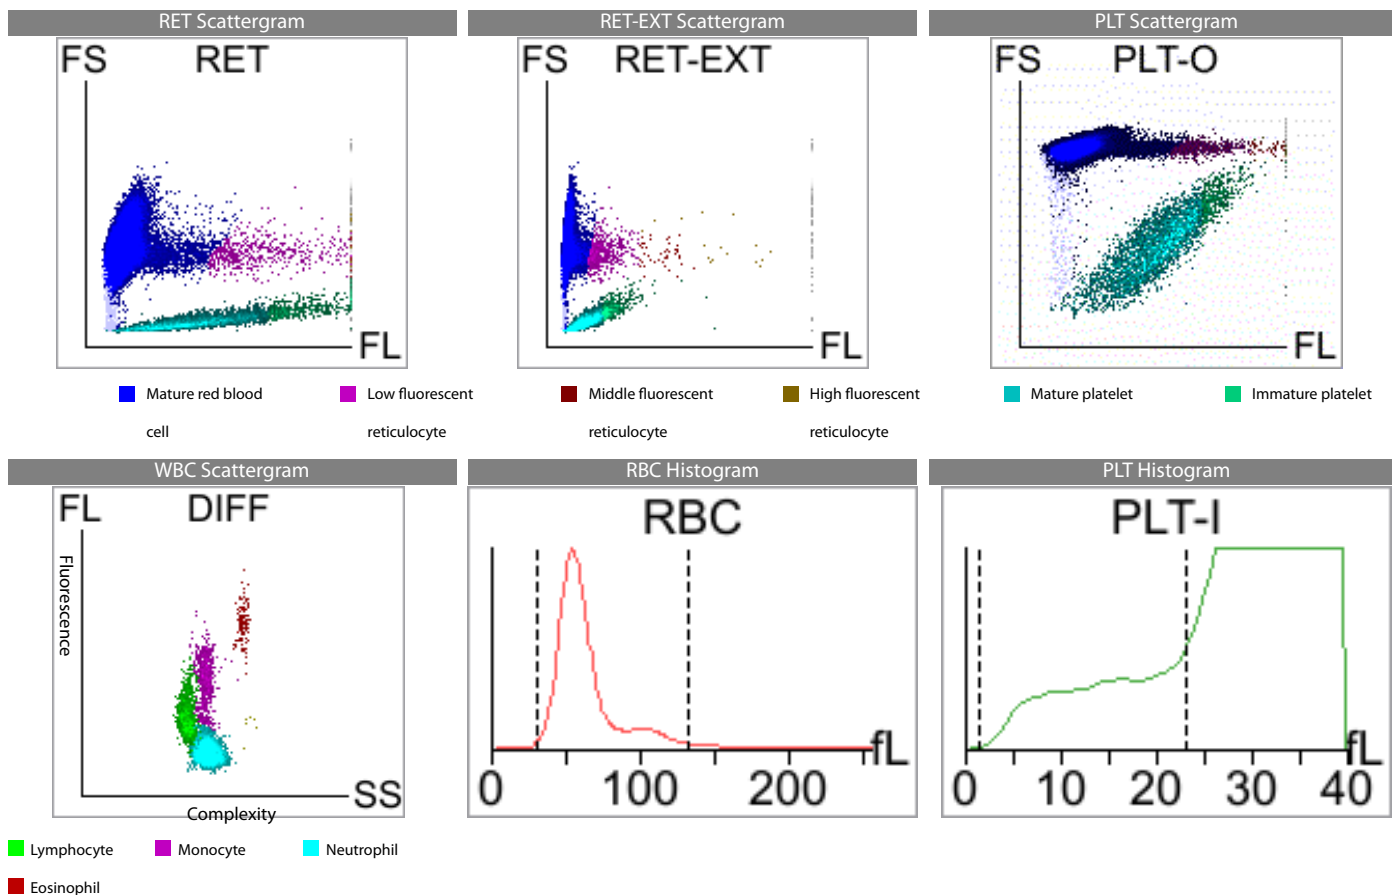 RET Scattergram
RET-EXT Scattergram
PLT Scattergram
FS RET
FL
FS RET-EXT
FL
FS PLT-O
FL
Mature red blood
cell
Low fluorescent
reticulocyte
Middle fluorescent
reticulocyte
High fluorescent
reticulocyte
Mature platelet
Immature platelet
WBC Scattergram
RBC Histogram
PLT Histogram
FL DIFF
Fluorescence
SS
Complexity
RBC
fL
0 100 200
PLT-I
fL
0 10 20 30 40
Lymphocyte
Monocyte
Neutrophil
Eosinophil